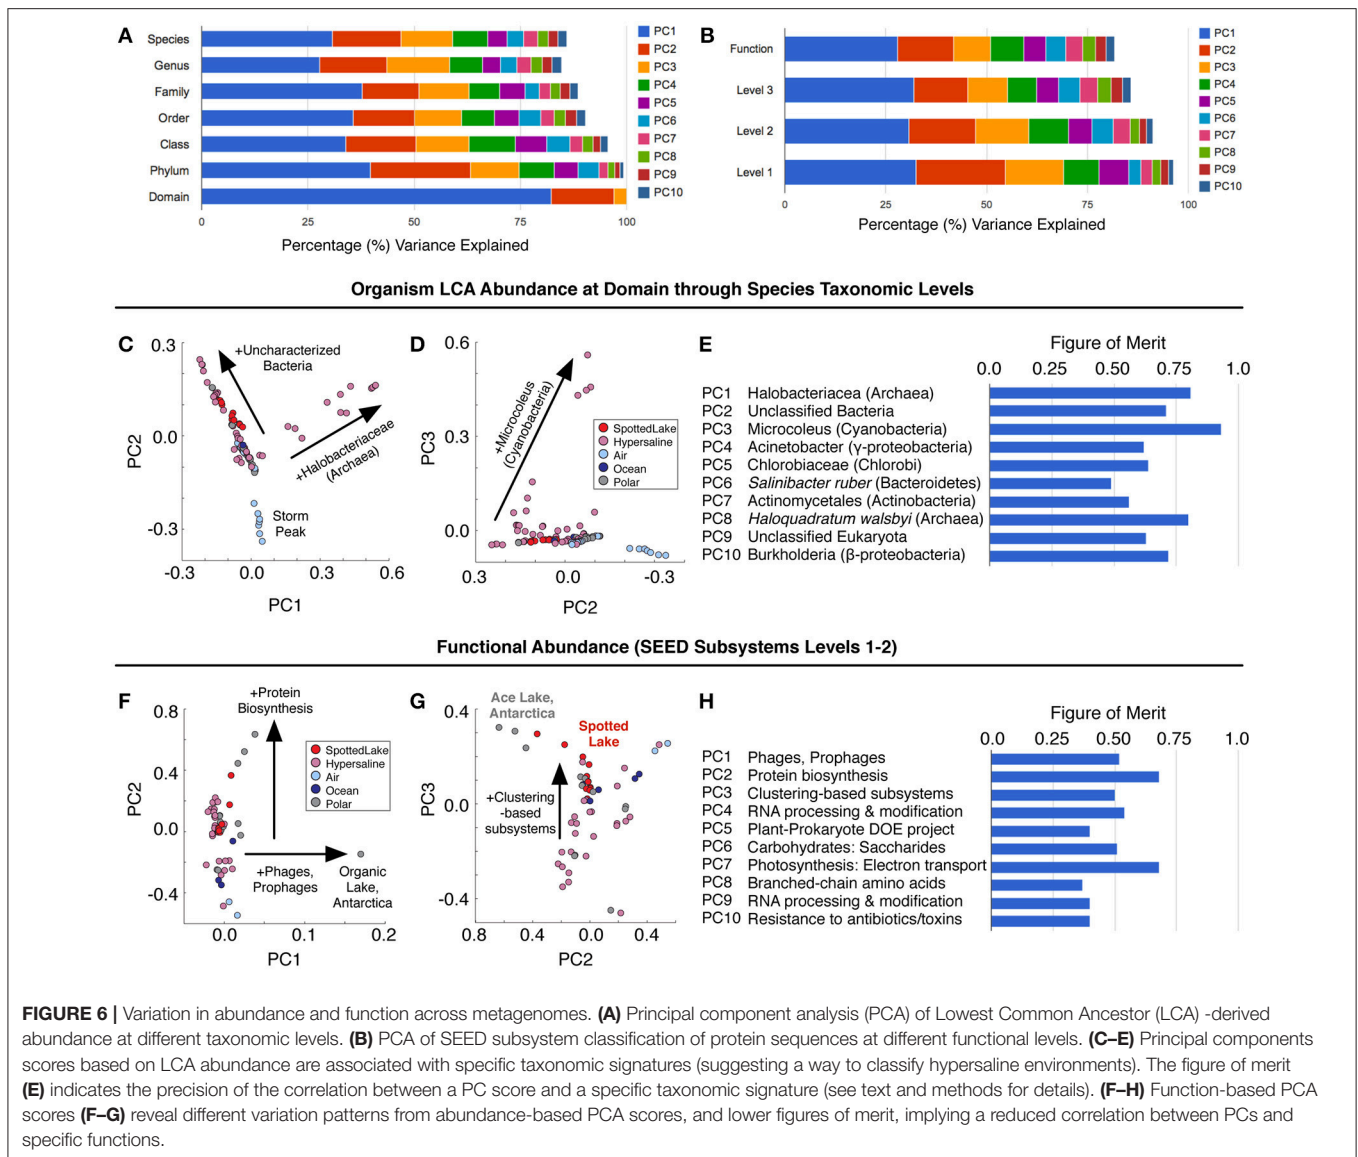 A
Species
Genus
Family
Order
Class
Phylum
Domain
0
25
50
75
100
Percentage (%) Variance Explained
PC1
PC2
PC3
PC4
PC5
PC6
PC7
PC8
PC9
PC10
B
Function
Level 3
Level 2
Level 1
0
25
50
75
100
Percentage (%) Variance Explained
PC1
PC2
PC3
PC4
PC5
PC6
PC7
PC8
PC9
PC10
Organism LCA Abundance at Domain through Species Taxonomic Levels
C
0.3
0.0
-0.3
PC2
+Uncharacterized
Bacteria
+Halobacteriaceae
(Archaea)
Storm
Peak
-0.3
0.0
0.3
0.6
PC1
D
0.6
0.3
0.0
PC3
+Microcoleus
(Cyanobacteria)
SpottedLake
Hypersaline
Air
Ocean
Polar
0.3
0.0
-0.3
PC2
E
Figure of Merit
0.0
0.25
0.50
0.75
1.0
PC1 Halobacteriacea (Archaea)
PC2 Unclassified Bacteria
PC3 Microcoleus (Cyanobacteria)
PC4 Acinetobacter (γ-proteobacteria)
PC5 Chlorobiaceae (Chlorobi)
PC6 Salinibacter ruber (Bacteroidetes)
PC7 Actinomycetales (Actinobacteria)
PC8 Haloquadratum walsbyi (Archaea)
PC9 Unclassified Eukaryota
PC10 Burkholderia (β-proteobacteria)
Functional Abundance (SEED Subsystems Levels 1-2)
F
0.8
0.4
0.0
-0.4
PC2
+Protein
Biosynthesis
SpottedLake
Hypersaline
Air
Ocean
Polar
+Phages,
Prophages
Organic
Lake,
Antarctica
0.0
0.1
0.2
PC1
G
Ace Lake,
Antarctica
Spotted
Lake
0.4
0.0
-0.4
PC3
+Clustering
-based
subsystems
0.8
0.4
0.0
0.4
PC2
H
Figure of Merit
0.0
0.25
0.50
0.75
1.0
PC1 Phages, Prophages
PC2 Protein biosynthesis
PC3 Clustering-based subsystems
PC4 RNA processing & modification
PC5 Plant-Prokaryote DOE project
PC6 Carbohydrates: Saccharides
PC7 Photosynthesis: Electron transport
PC8 Branched-chain amino acids
PC9 RNA processing & modification
PC10 Resistance to antibiotics/toxins
FIGURE 6 | Variation in abundance and function across metagenomes. (A) Principal component analysis (PCA) of Lowest Common Ancestor (LCA) -derived
abundance at different taxonomic levels. (B) PCA of SEED subsystem classification of protein sequences at different functional levels. (C–E) Principal components
scores based on LCA abundance are associated with specific taxonomic signatures (suggesting a way to classify hypersaline environments). The figure of merit
(E) indicates the precision of the correlation between a PC score and a specific taxonomic signature (see text and methods for details). (F–H) Function-based PCA
scores (F–G) reveal different variation patterns from abundance-based PCA scores, and lower figures of merit, implying a reduced correlation between PCs and
specific functions.